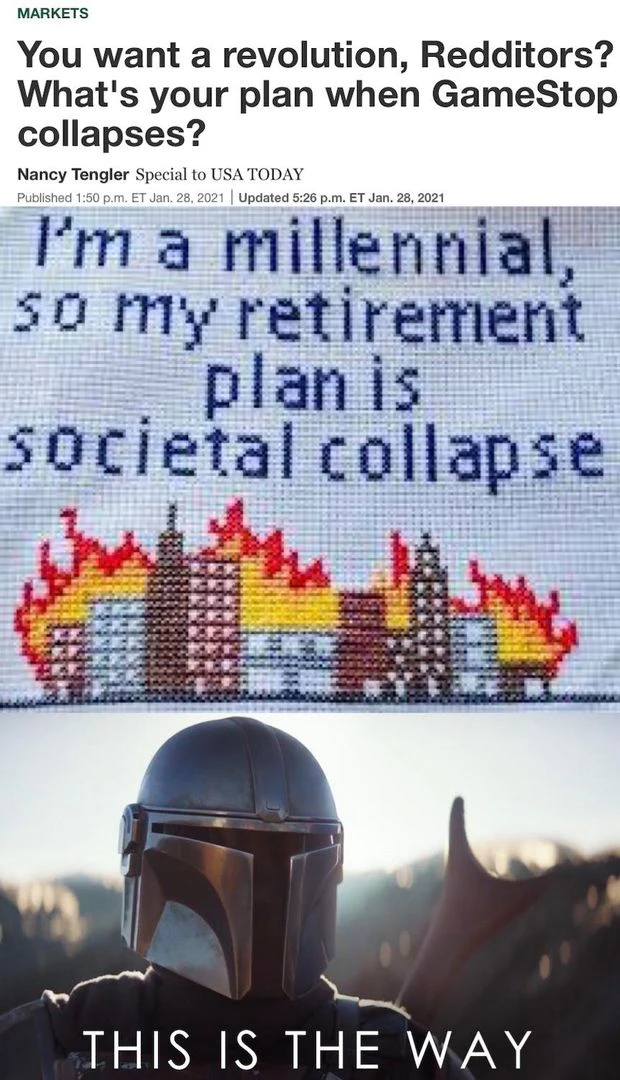 MARKETS
You want a revolution, Redditors?
What's your plan when GameStop
collapses?
Nancy Tengler Special to USA TODAY
Published 1:50 p.m. ET Jan. 28, 2021 | Updated 5:26 p.m. ET Jan. 28, 2021
I'm a millennial,
so my retirement
plan is
societal collapse
THIS IS THE WAY